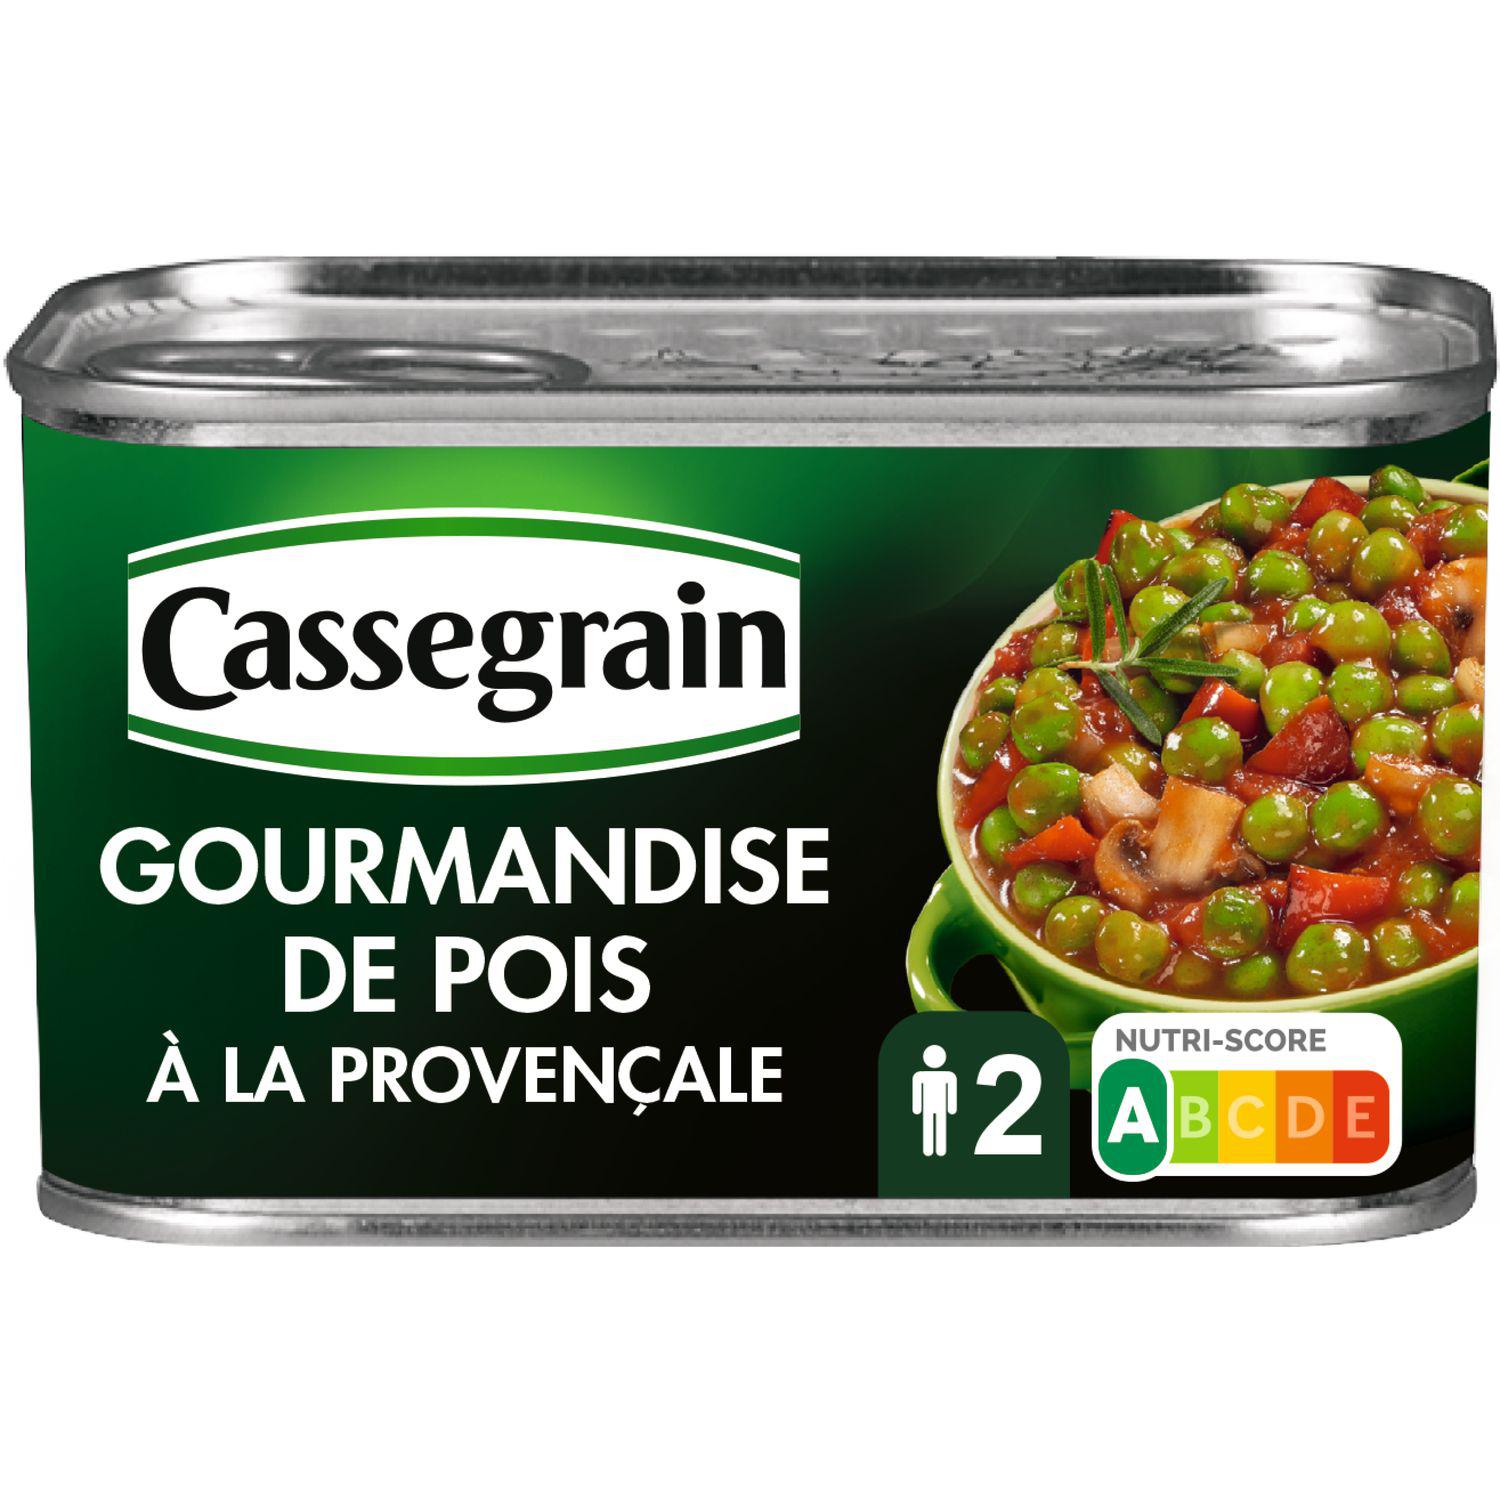 Cassegrain
GOURMANDISE
DE POIS
À LA PROVENÇALE
2
NUTRI-SCORE
A B C D E